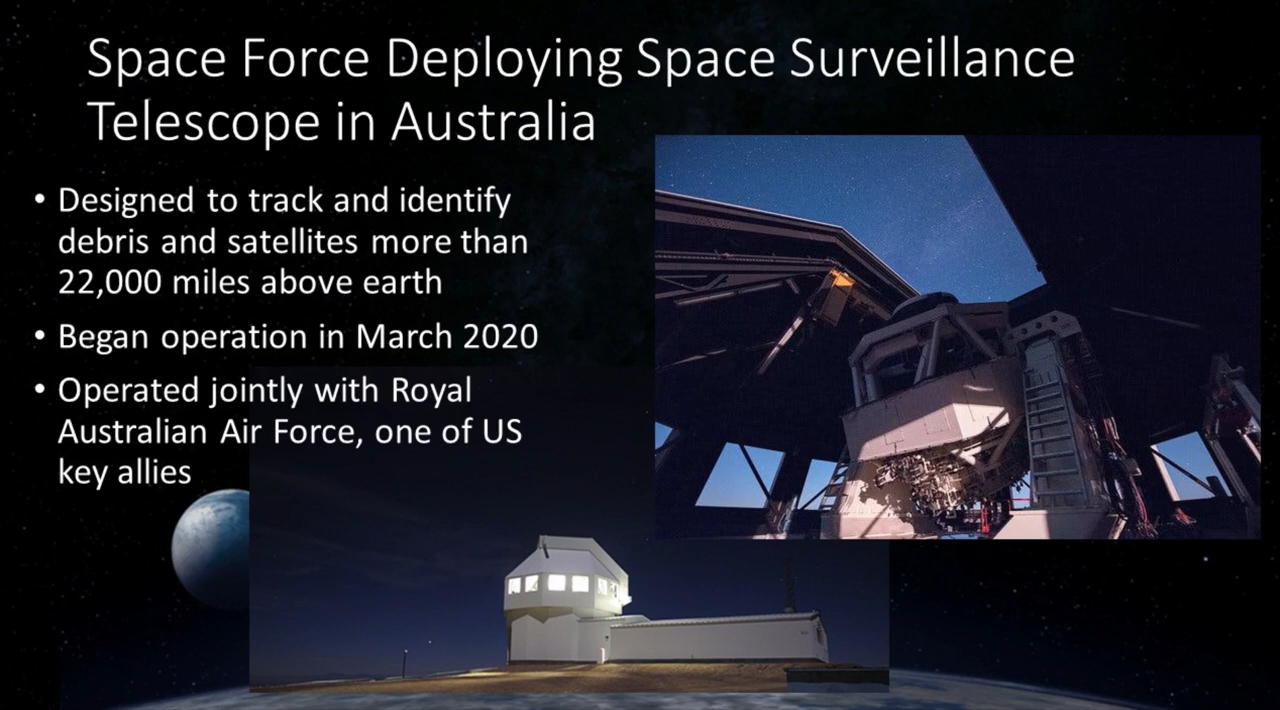 Space Force Deploying Space Surveillance
Telescope in Australia
• Designed to track and identify
debris and satellites more than
22,000 miles above earth
• Began operation in March 2020
• Operated jointly with Royal
Australian Air Force, one of US
key allies